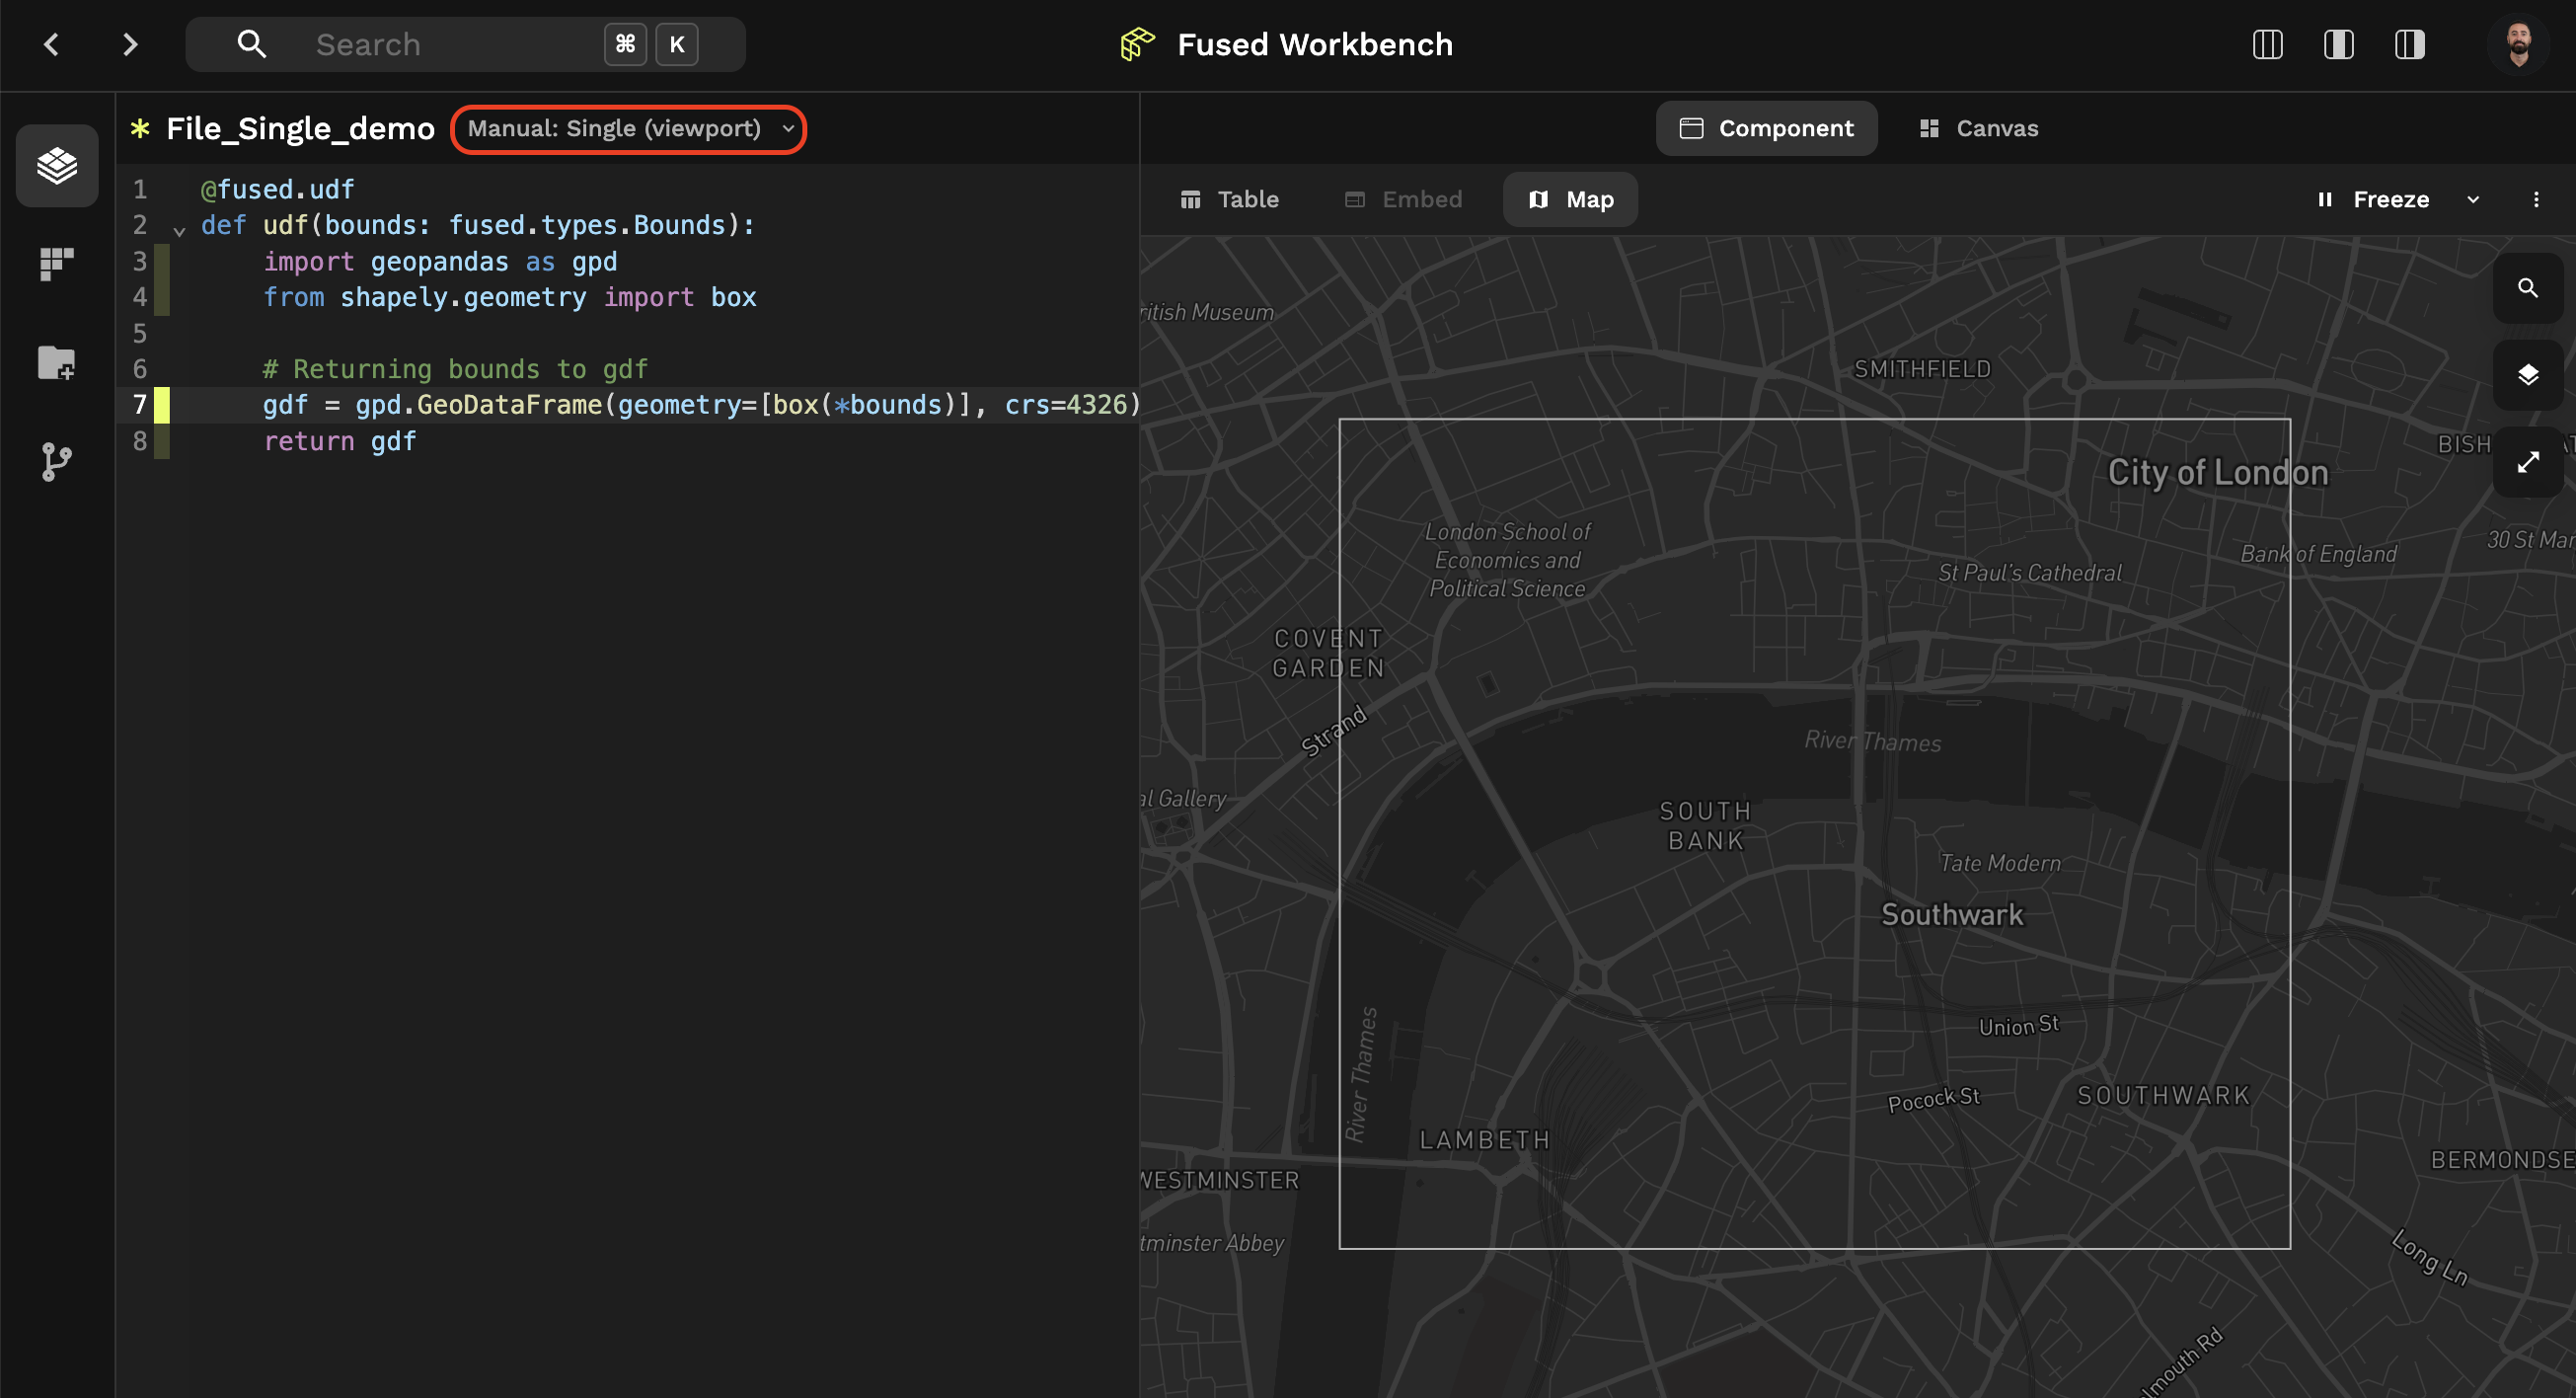 Search
⌘ K
Fused Workbench
* File_Single_demo
Manual: Single (viewport)
Component
Canvas
1 @fused.udf
2 def udf(bounds: fused.types.Bounds):
3 import geopandas as gpd
4 from shapely.geometry import box
5
6 # Returning bounds to gdf
7 gdf = gpd.GeoDataFrame(geometry=[box(*bounds)], crs=4326)
8 return gdf
Table
Embed
Map
Freeze
ritish Museum
SMITHFIELD
BISH
City of London
London School of
Economics and
Political Science
St Paul's Cathedral
Bank of England
30 St Mar
COVENT
GARDEN
Strand
River Thames
al Gallery
SOUTH
BANK
Tate Modern
Southwark
Union St
River Thames
Pocock St
SOUTHWARK
LAMBETH
WESTMINSTER
BERMONDSE
tminster Abbey
Long Ln
lmouth Rd